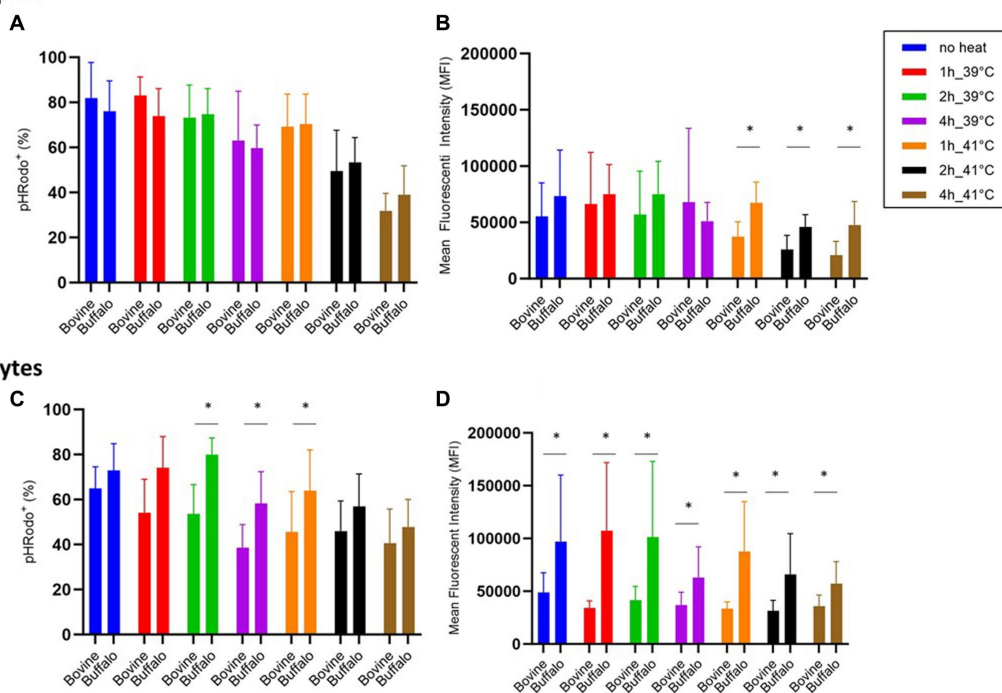 A
B
100
80
60
40
20
0
pHRodo+ (%)
Bovine
Buffalo
Bovine
Buffalo
Bovine
Buffalo
Bovine
Buffalo
Bovine
Buffalo
Bovine
Buffalo
Bovine
Buffalo
200000
150000
100000
50000
0
Mean Fluorescenti Intensity (MFI)
* * *
Bovine
Buffalo
Bovine
Buffalo
Bovine
Buffalo
Bovine
Buffalo
Bovine
Buffalo
Bovine
Buffalo
Bovine
Buffalo
no heat
1h_39°C
2h_39°C
4h_39°C
1h_41°C
2h_41°C
4h_41°C
ytes
C
D
100
80
60
40
20
0
pHRodo+ (%)
* * *
Bovine
Buffalo
Bovine
Buffalo
Bovine
Buffalo
Bovine
Buffalo
Bovine
Buffalo
Bovine
Buffalo
Bovine
Buffalo
200000
150000
100000
50000
0
Mean Fluorescent Intensity (MFI)
* * * * * * *
Bovine
Buffalo
Bovine
Buffalo
Bovine
Buffalo
Bovine
Buffalo
Bovine
Buffalo
Bovine
Buffalo
Bovine
Buffalo